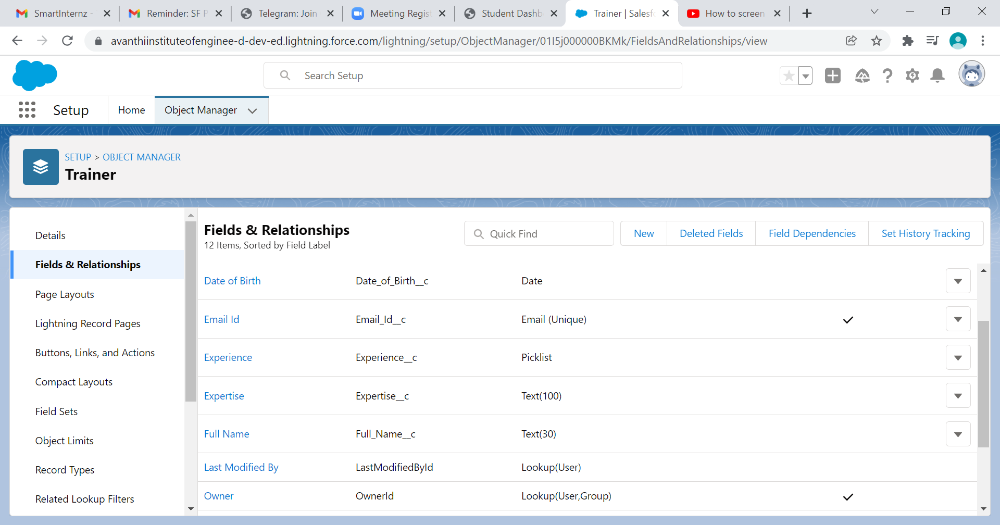 SmartInternz -
Reminder: SF P
Telegram: Join
Meeting Regist
Student Dashb
Trainer | Salesfo
How to screen
avanthiinstituteofenginee-d-dev-ed.lightning.force.com/lightning/setup/ObjectManager/01I5j000000BKMk/FieldsAndRelationships/view
Search Setup
Setup
Home
Object Manager
SETUP > OBJECT MANAGER
Trainer
Details
Fields & Relationships
Page Layouts
Lightning Record Pages
Buttons, Links, and Actions
Compact Layouts
Field Sets
Object Limits
Record Types
Related Lookup Filters
Fields & Relationships
12 Items, Sorted by Field Label
Quick Find
New
Deleted Fields
Field Dependencies
Set History Tracking
Date of Birth Date_of_Birth__c Date
Email Id Email_Id__c Email (Unique)
Experience Experience__c Picklist
Expertise Expertise__c Text(100)
Full Name Full_Name__c Text(30)
Last Modified By LastModifiedById Lookup(User)
Owner OwnerId Lookup(User,Group)